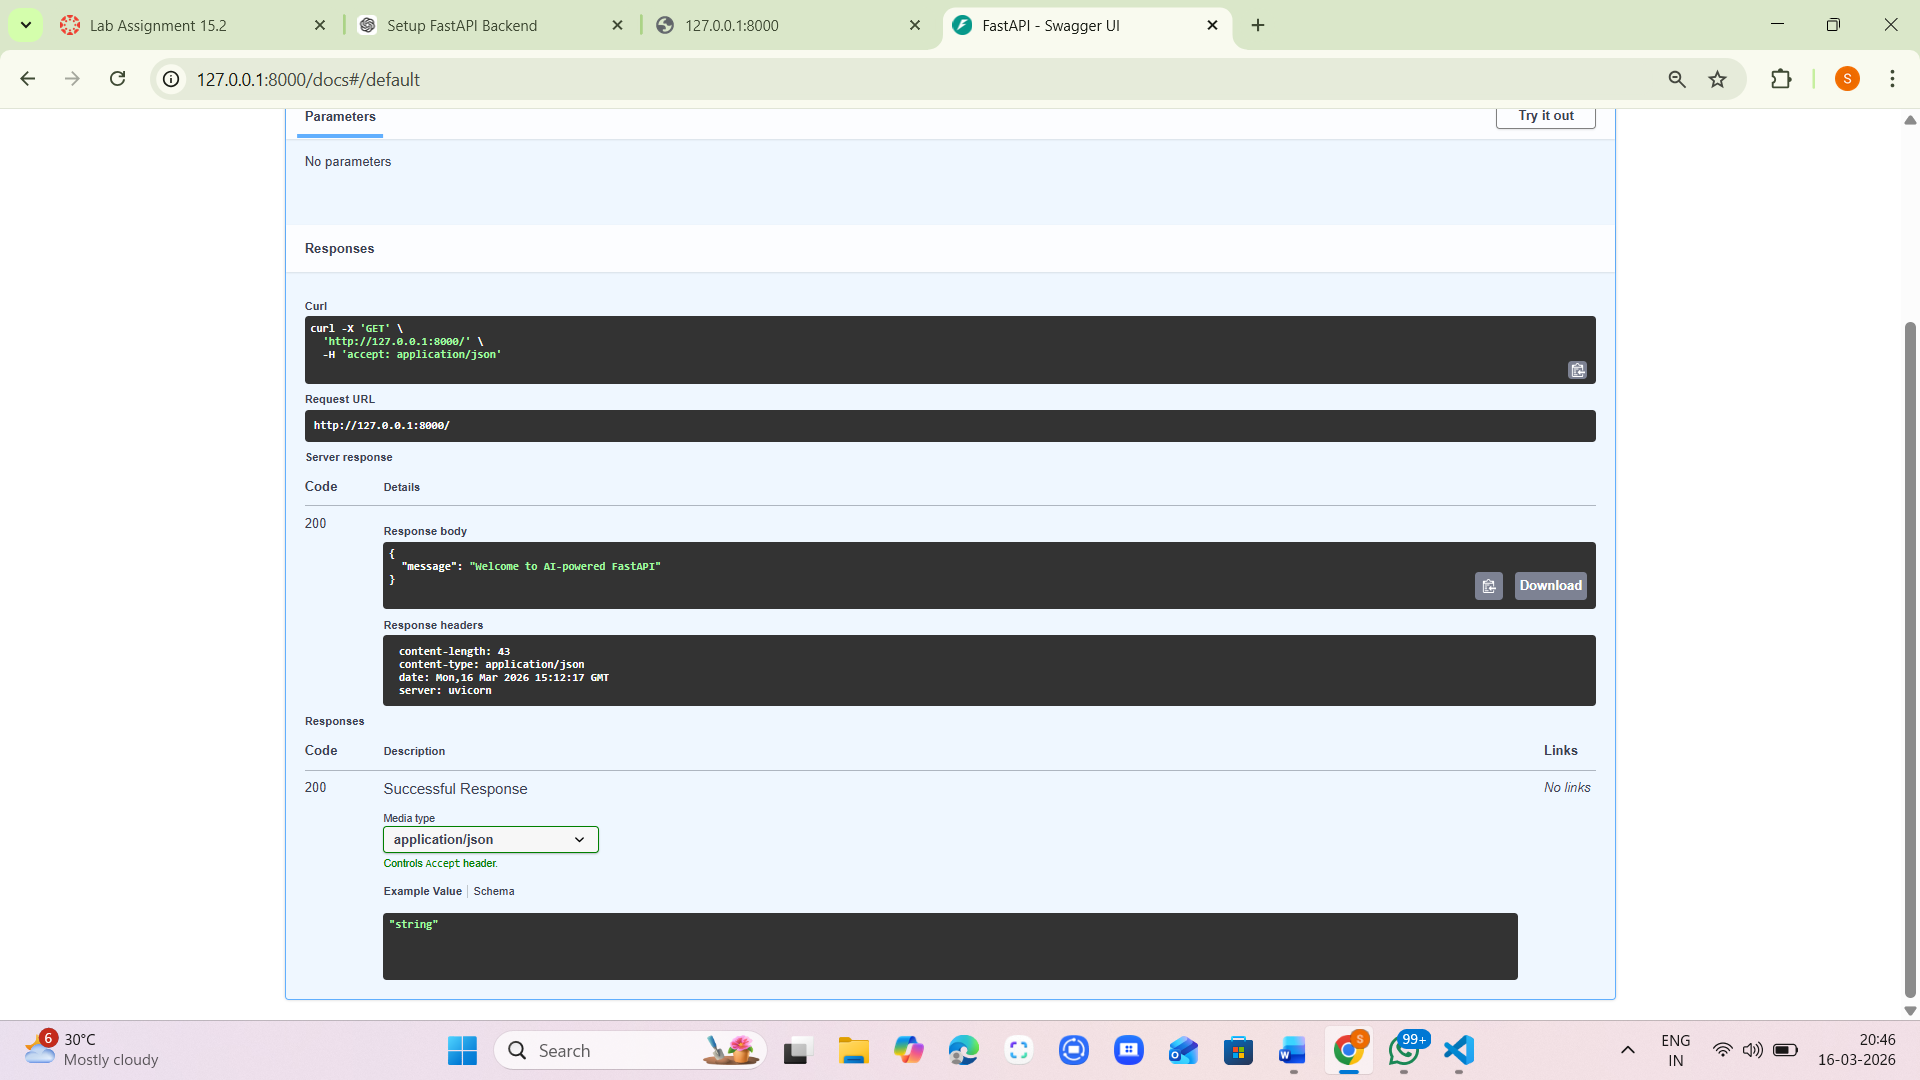 Lab Assignment 15.2
Setup FastAPI Backend
127.0.0.1:8000
FastAPI - Swagger UI
127.0.0.1:8000/docs#/default
S
Parameters
Try it out
No parameters
Responses
Curl
curl -X 'GET' \
'http://127.0.0.1:8000/' \
-H 'accept: application/json'
Request URL
http://127.0.0.1:8000/
Server response
Code Details
200
Response body
{
"message": "Welcome to AI-powered FastAPI"
}
Download
Response headers
content-length: 43
content-type: application/json
date: Mon,16 Mar 2026 15:12:17 GMT
server: uvicorn
Responses
Code Description Links
200 Successful Response No links
Media type
application/json
Controls Accept header.
Example Value Schema
"string"
6
30°C
Mostly cloudy
Search
S
99+
ENG
IN
20:46
16-03-2026